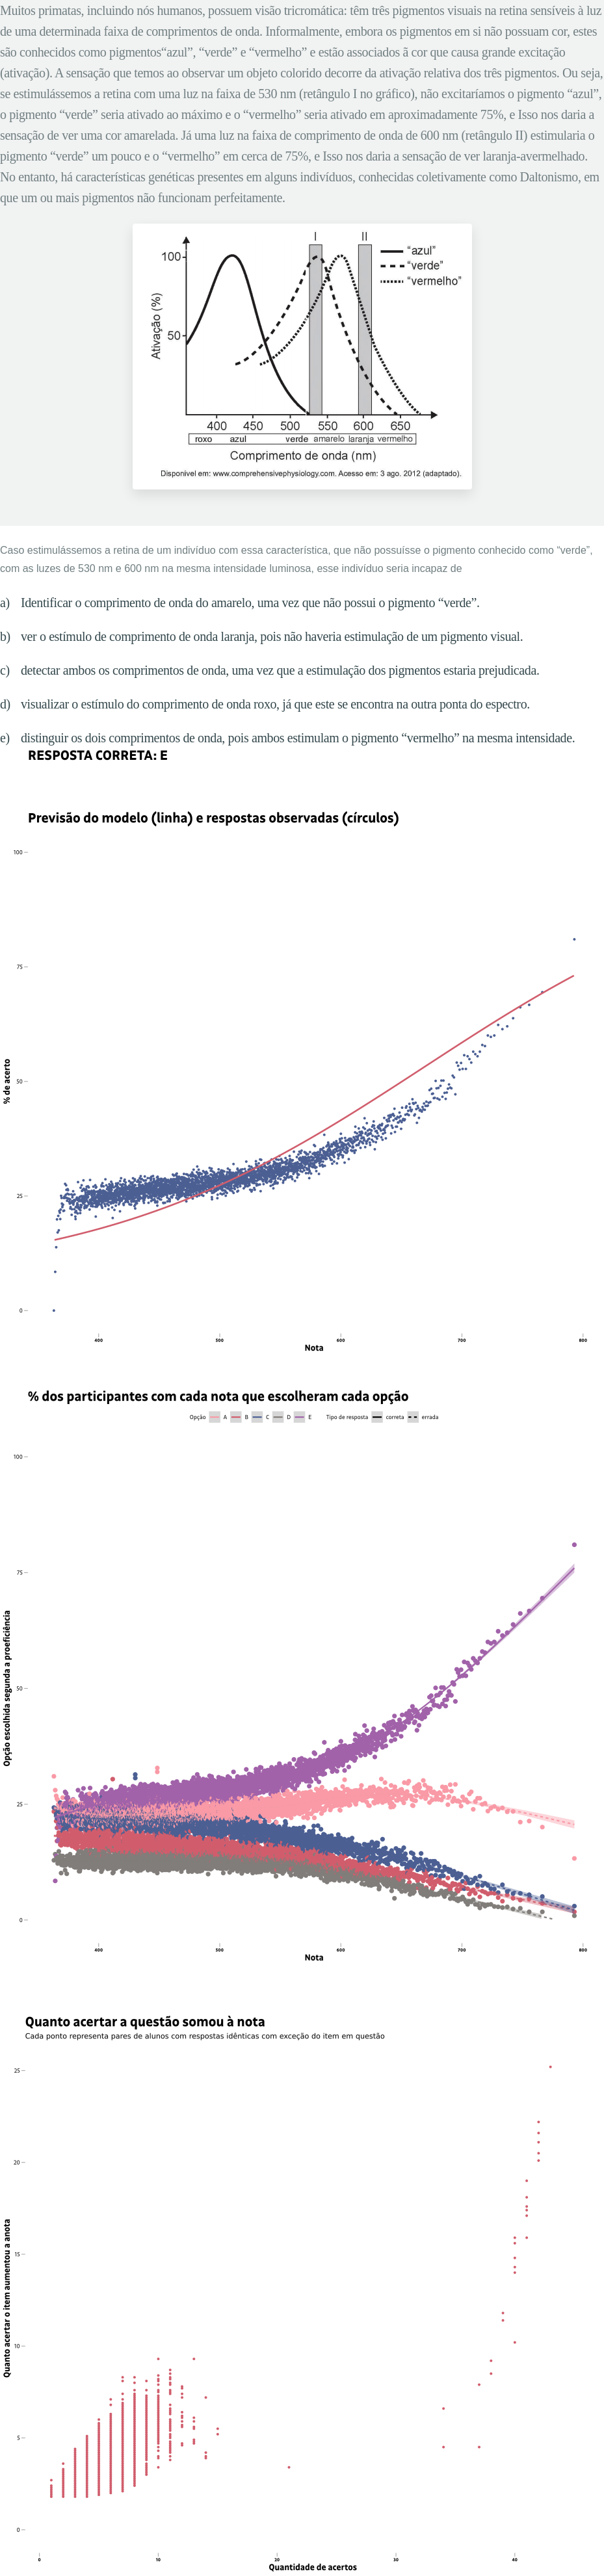 Muitos primatas, incluindo nós humanos, possuem visão tricromática: têm três pigmentos visuais na retina sensíveis à luz
de uma determinada faixa de comprimentos de onda. Informalmente, embora os pigmentos em si não possuam cor, estes
são conhecidos como pigmentos“azul”, “verde” e “vermelho” e estão associados ã cor que causa grande excitação
(ativação). A sensação que temos ao observar um objeto colorido decorre da ativação relativa dos três pigmentos. Ou seja,
se estimulássemos a retina com uma luz na faixa de 530 nm (retângulo I no gráfico), não excitaríamos o pigmento “azul”,
o pigmento “verde” seria ativado ao máximo e o “vermelho” seria ativado em aproximadamente 75%, e Isso nos daria a
sensação de ver uma cor amarelada. Já uma luz na faixa de comprimento de onda de 600 nm (retângulo II) estimularia o
pigmento “verde” um pouco e o “vermelho” em cerca de 75%, e Isso nos daria a sensação de ver laranja-avermelhado.
No entanto, há características genéticas presentes em alguns indivíduos, conhecidas coletivamente como Daltonismo, em
que um ou mais pigmentos não funcionam perfeitamente.
I II
“azul”
“verde”
“vermelho”
100
50
Ativação (%)
400 450 500 550 600 650
roxo azul verde amarelo laranja vermelho
Comprimento de onda (nm)
Disponível em: www.comprehensivephysiology.com. Acesso em: 3 ago. 2012 (adaptado).
Caso estimulássemos a retina de um indivíduo com essa característica, que não possuísse o pigmento conhecido como “verde”,
com as luzes de 530 nm e 600 nm na mesma intensidade luminosa, esse indivíduo seria incapaz de
a) Identificar o comprimento de onda do amarelo, uma vez que não possui o pigmento “verde”.
b) ver o estímulo de comprimento de onda laranja, pois não haveria estimulação de um pigmento visual.
c) detectar ambos os comprimentos de onda, uma vez que a estimulação dos pigmentos estaria prejudicada.
d) visualizar o estímulo do comprimento de onda roxo, já que este se encontra na outra ponta do espectro.
e) distinguir os dois comprimentos de onda, pois ambos estimulam o pigmento “vermelho” na mesma intensidade.
RESPOSTA CORRETA: E
Previsão do modelo (linha) e respostas observadas (círculos)
100
75
50
25
0
% de acerto
400 500 600 700 800
Nota
% dos participantes com cada nota que escolheram cada opção
Opção A B C D E Tipo de resposta correta errada
100
75
50
25
0
Opção escolhida segunda a proeficiência
400 500 600 700 800
Nota
Quanto acertar a questão somou à nota
Cada ponto representa pares de alunos com respostas idênticas com exceção do item em questão
25
20
15
10
5
0
Quanto acertar o item aumentou a anota
0 10 20 30 40
Quantidade de acertos